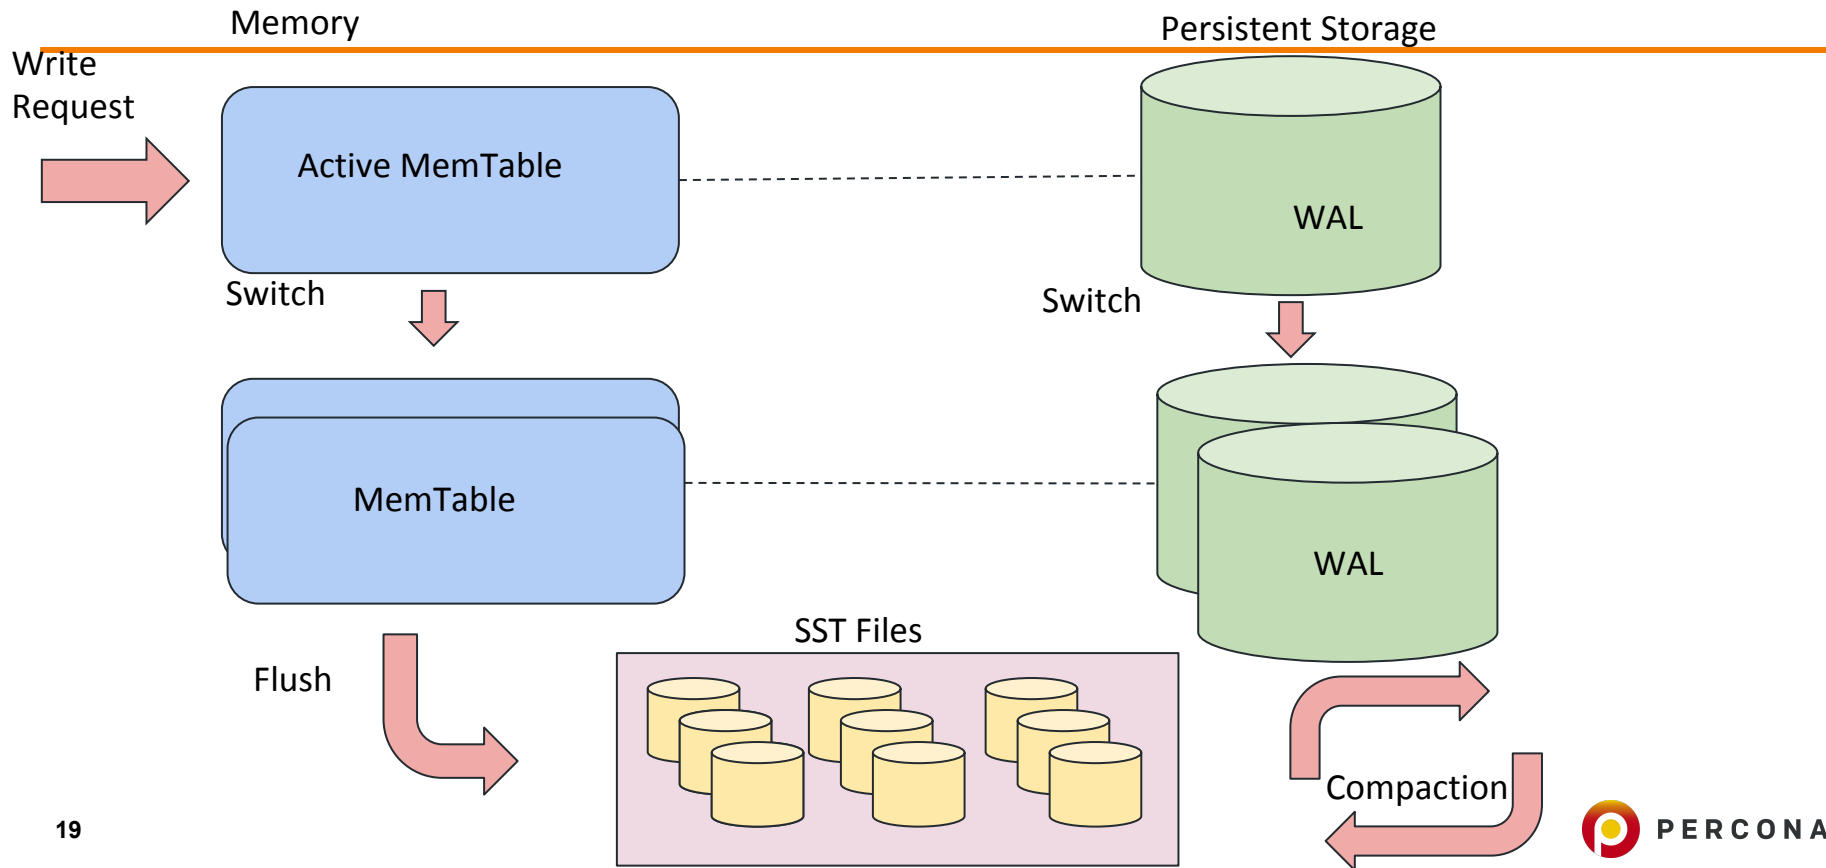 Memory
Persistent Storage
Write
Request
Active MemTable
WAL
Switch
Switch
MemTable
WAL
SST Files
Flush
Compaction
19
PERCONA